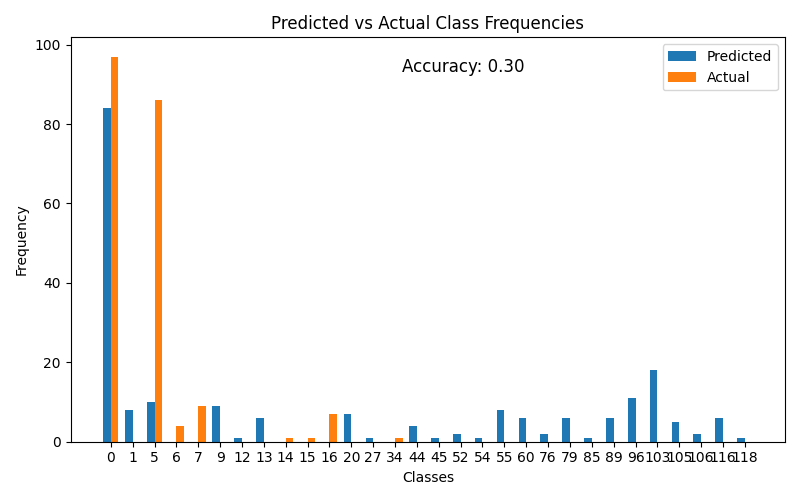 Predicted vs Actual Class Frequencies
Accuracy: 0.30
Predicted
Actual
Frequency
100
80
60
40
20
0
0 1 5 6 7 9 12 13 14 15 16 20 27 34 44 45 52 54 55 60 76 79 85 89 96 103 105 106 116 118
Classes